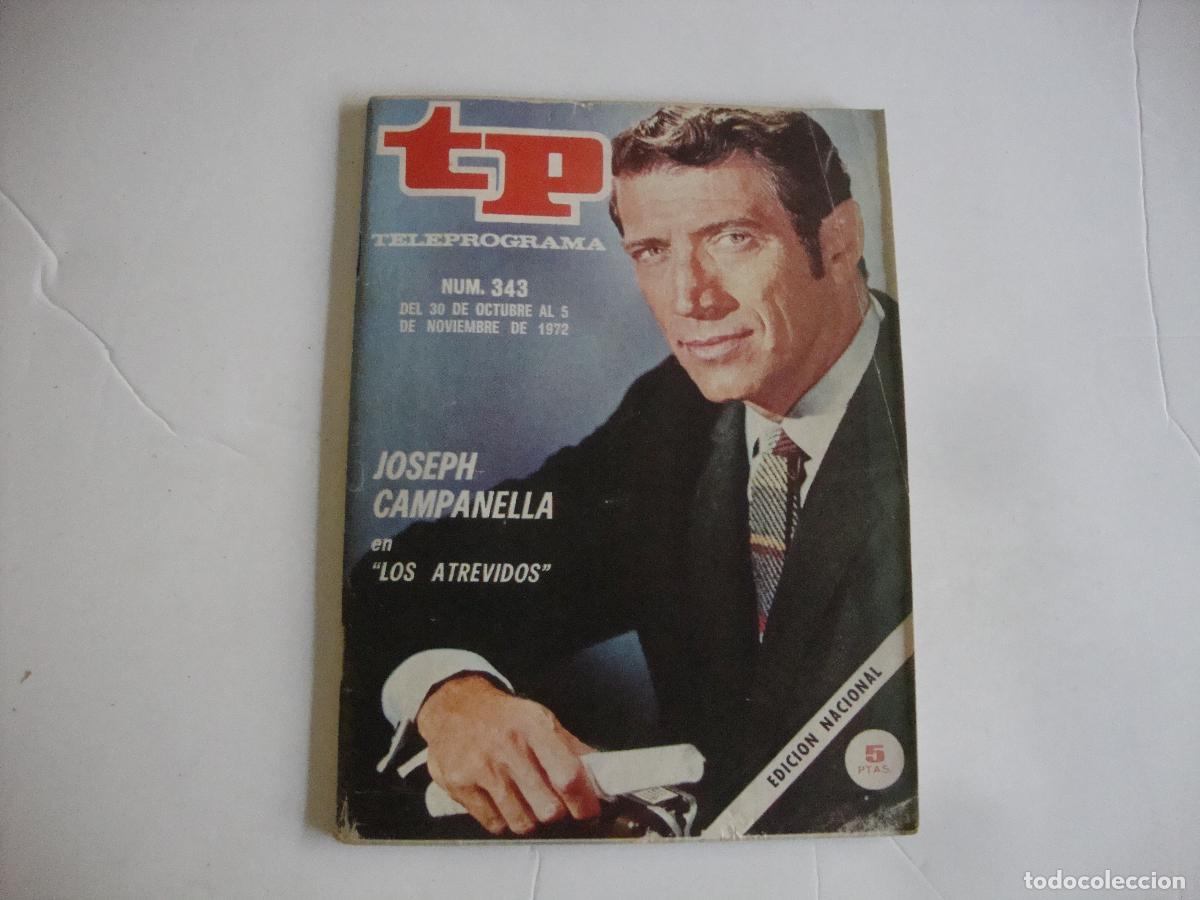 tp
TELEPROGRAMA
NUM. 343
DEL 30 DE OCTUBRE AL 5
DE NOVIEMBRE DE 1972
JOSEPH
CAMPANELLA
en
"LOS ATREVIDOS"
EDICION NACIONAL
5
PTAS.
todocoleccion